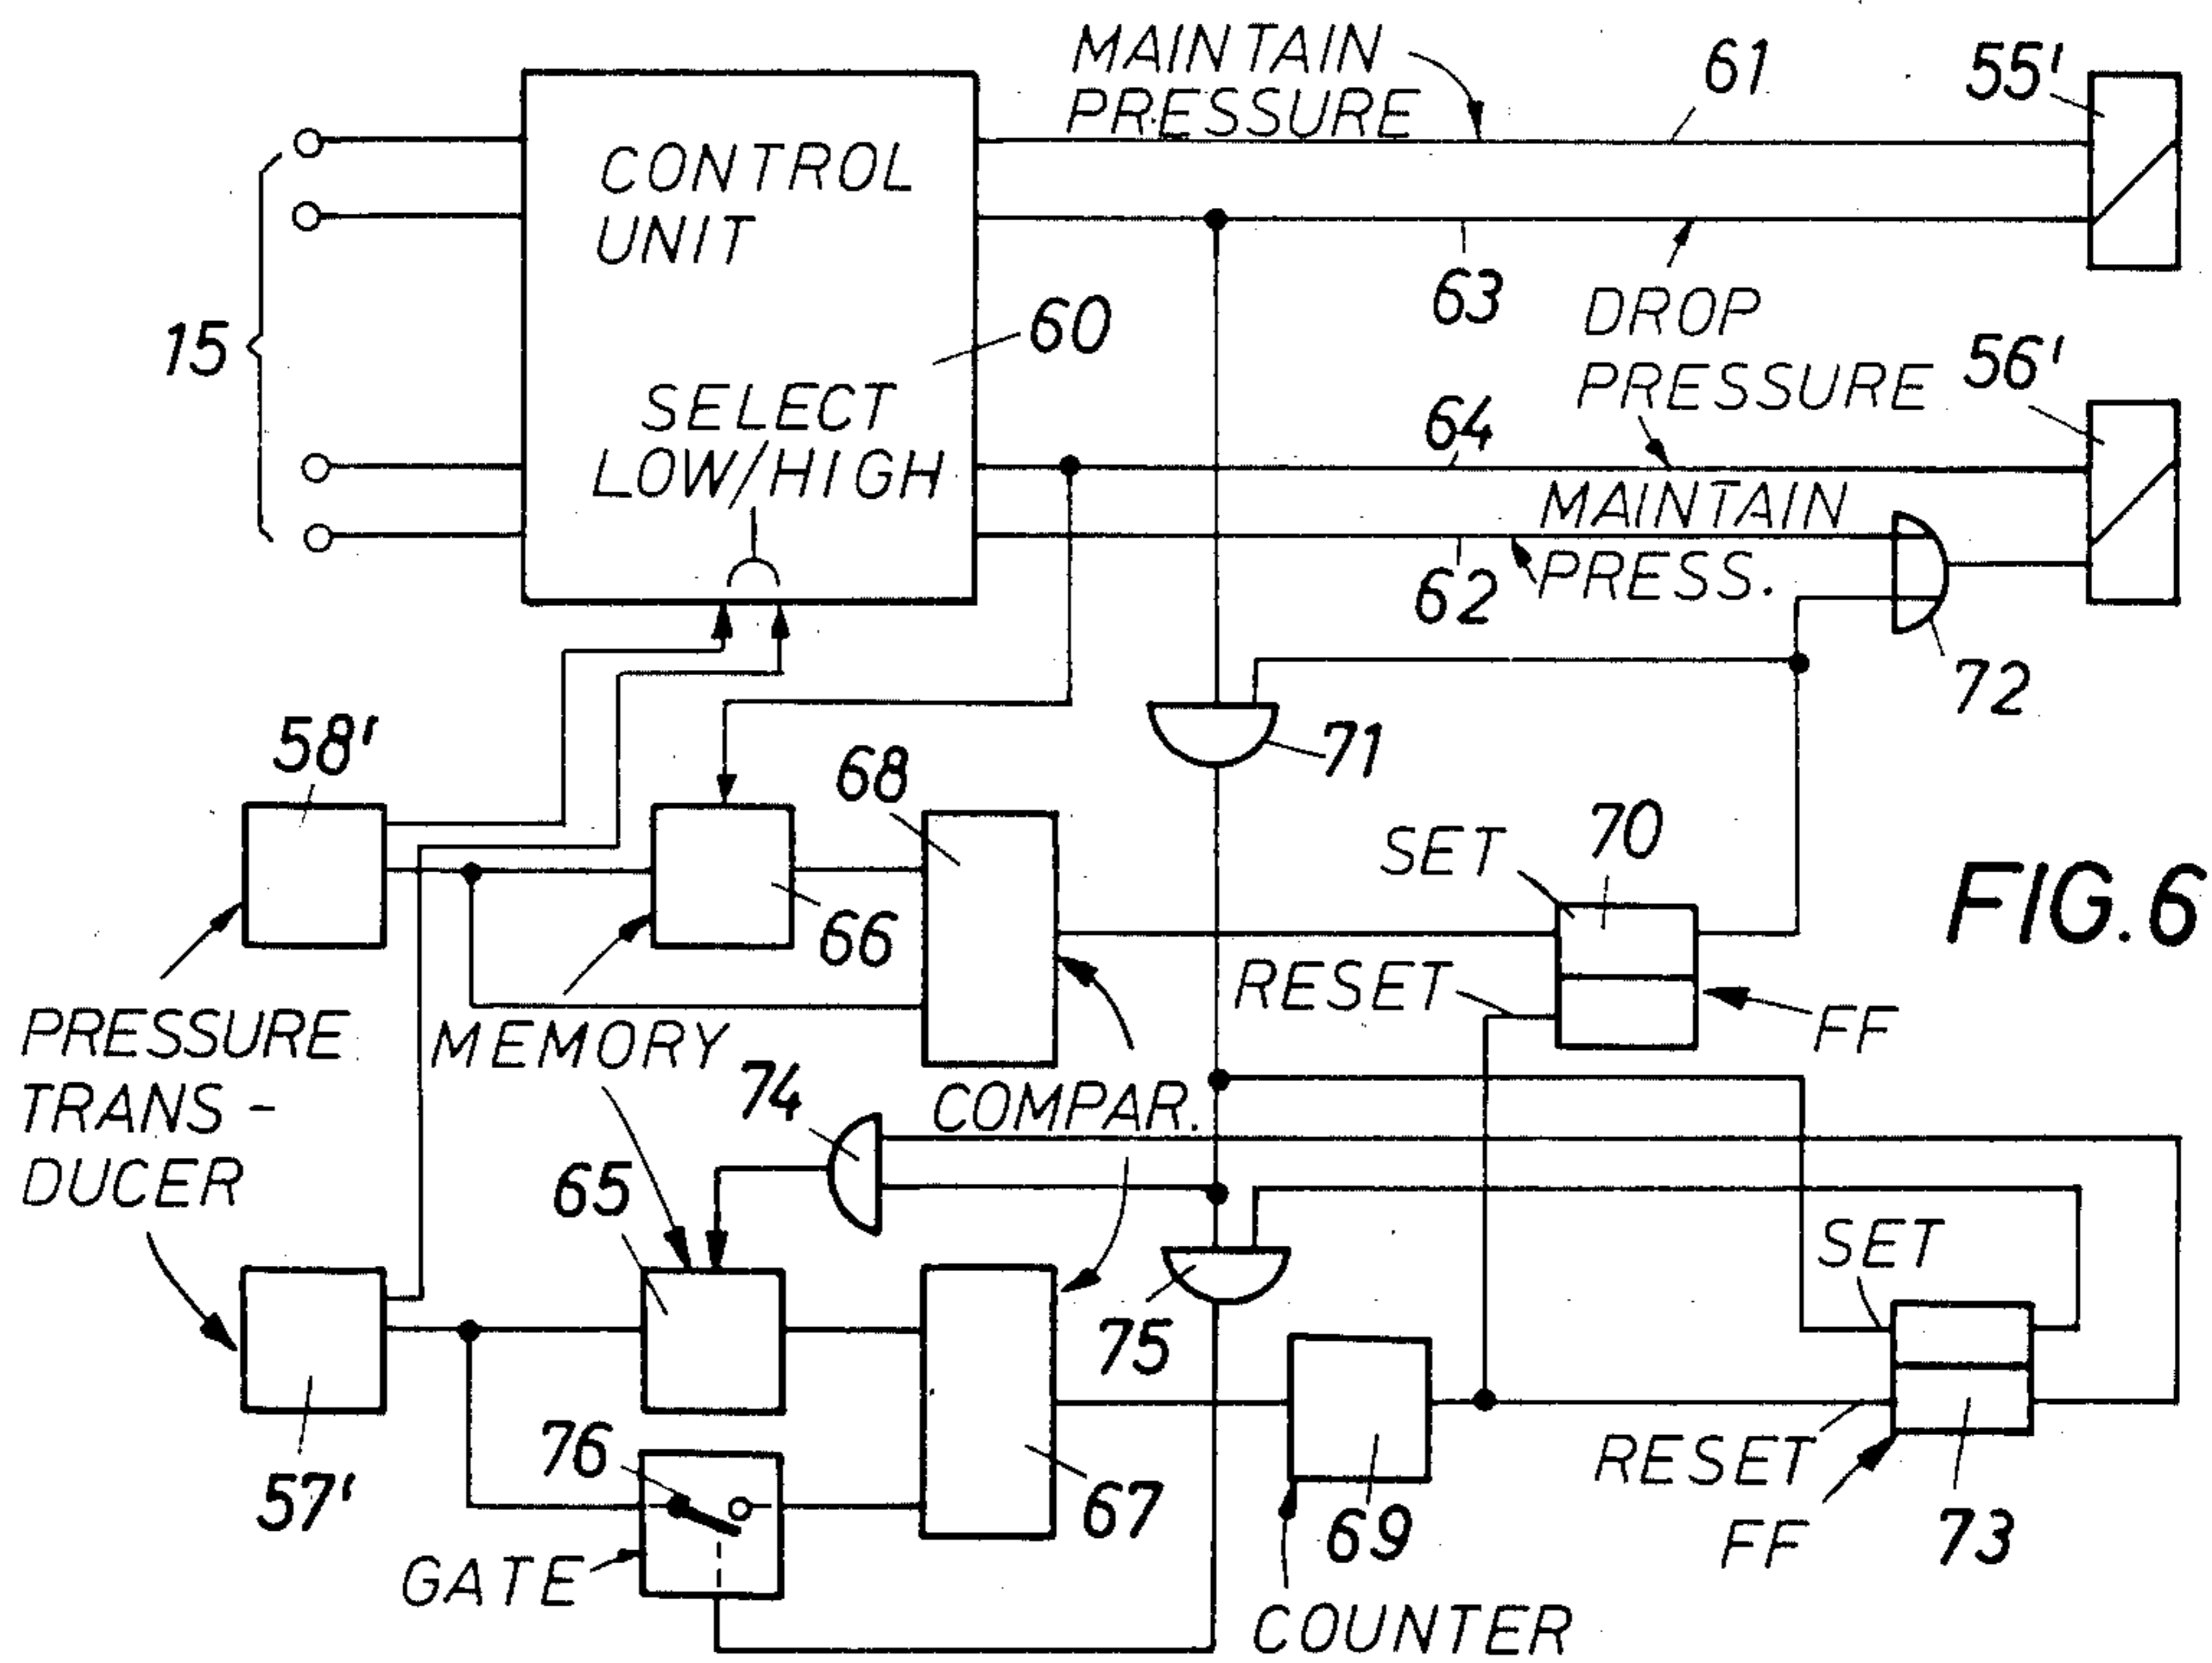 MAINTAIN
PRESSURE
61
55'
CONTROL
UNIT
15
60
63
DROP
PRESSURE
56'
SELECT
LOW/HIGH
64
MAINTAIN
PRESS.
62
72
71
58'
68
66
SET
70
FIG.6
RESET
FF
PRESSURE
TRANS-
DUCER
MEMORY
74
COMPAR.
65
75
SET
57'
76
67
69
RESET
FF
73
GATE
COUNTER